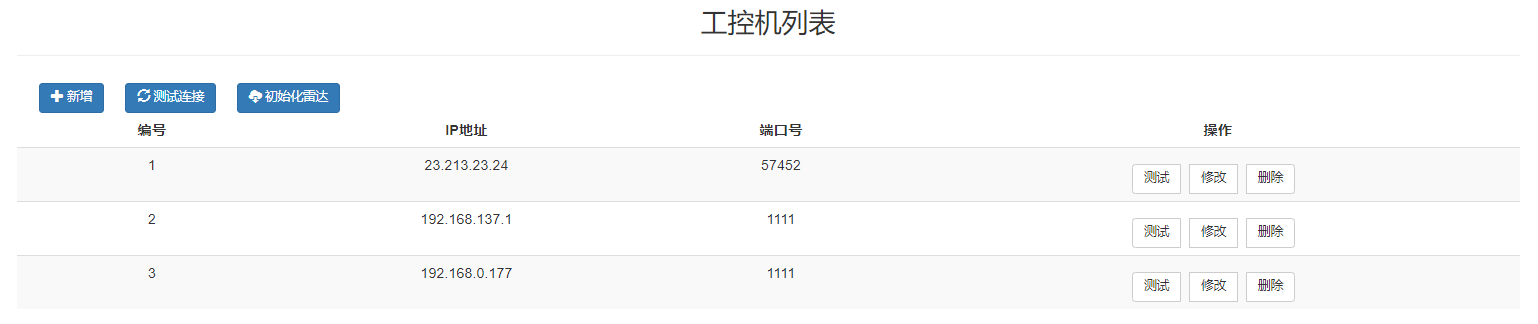 工控机列表
新增 测试连接 初始化雷达
编号 IP地址 端口号 操作
1 23.213.23.24 57452 测试 修改 删除
2 192.168.137.1 1111 测试 修改 删除
3 192.168.0.177 1111 测试 修改 删除